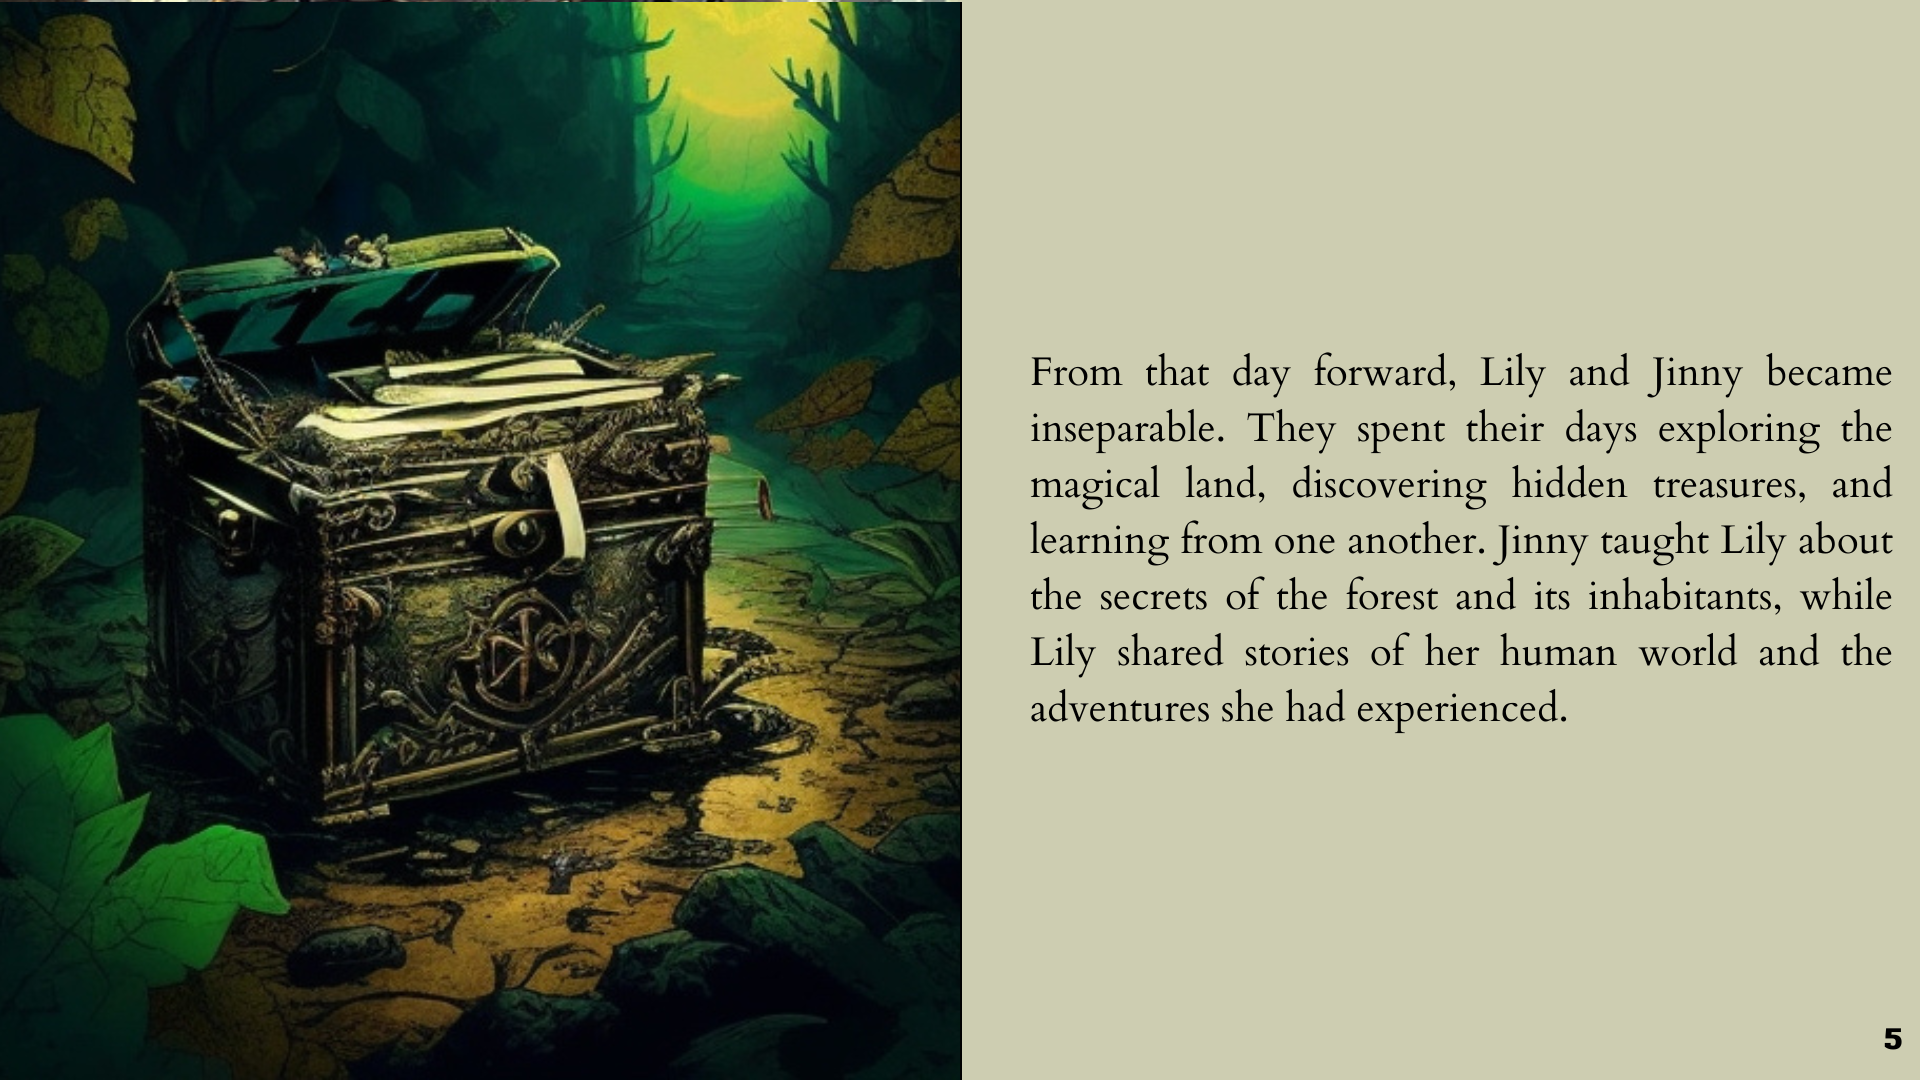 From that day forward, Lily and Jinny became
inseparable. They spent their days exploring the
magical land, discovering hidden treasures, and
learning from one another. Jinny taught Lily about
the secrets of the forest and its inhabitants, while
Lily shared stories of her human world and the
adventures she had experienced.
5